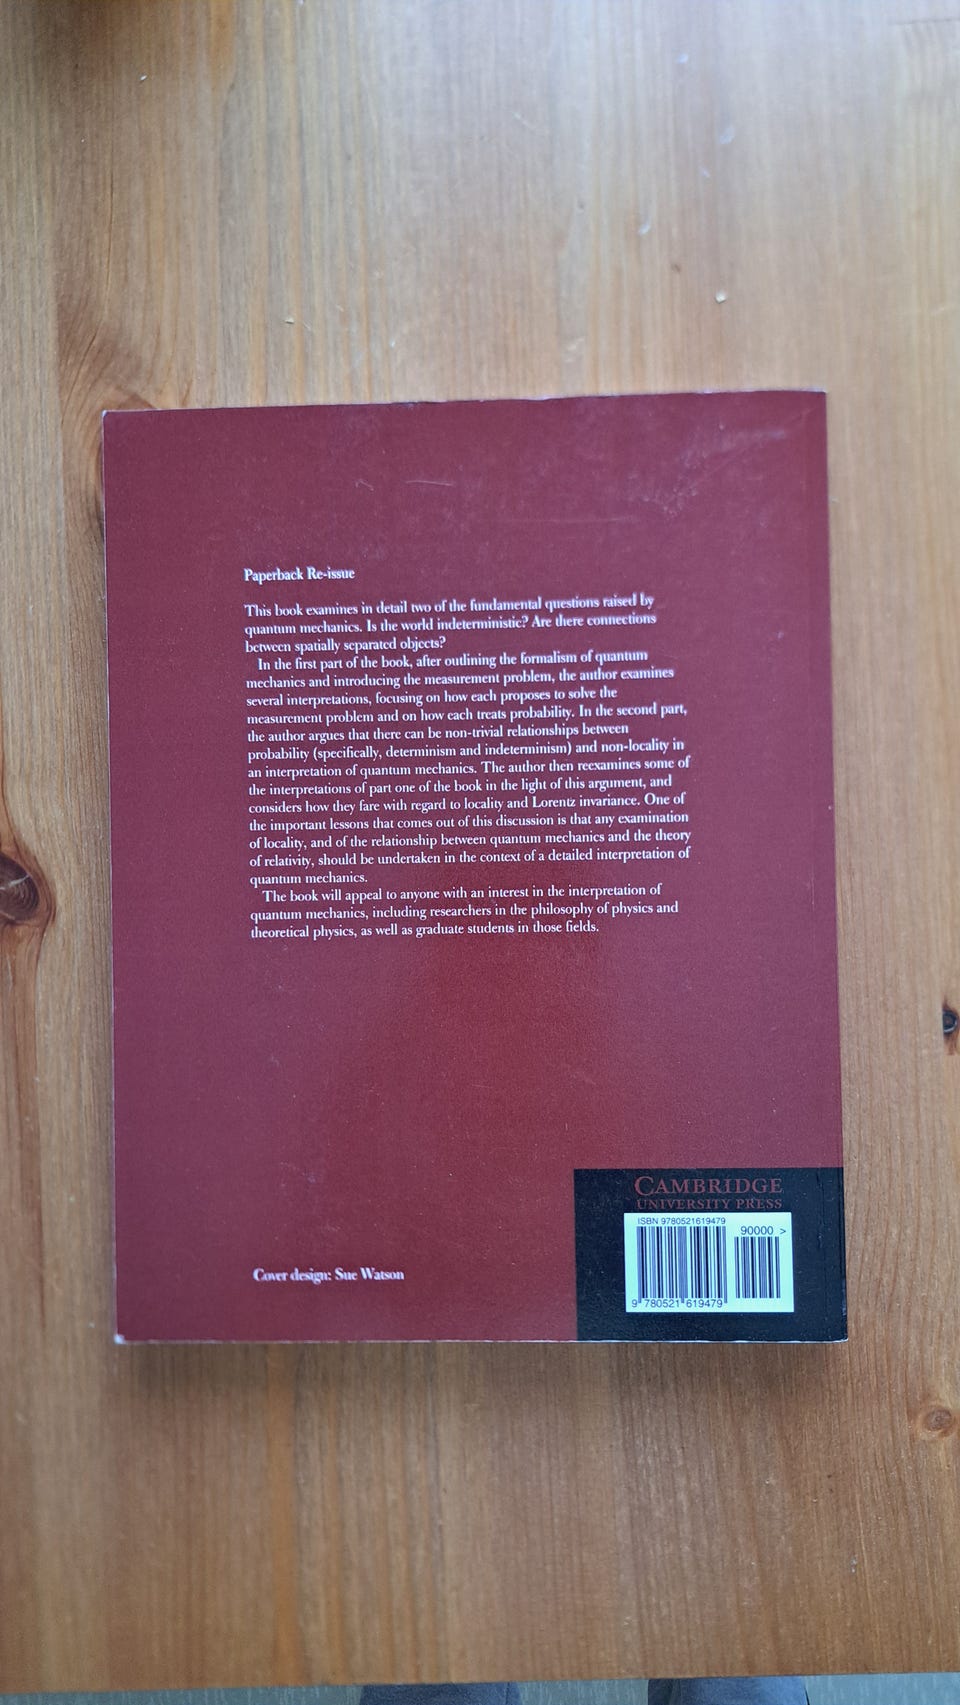 Paperback Re-issue
This book examines in detail two of the fundamental questions raised by
quantum mechanics. Is the world indeterministic? Are there connections
between spatially separated objects?
In the first part of the book, after outlining the formalism of quantum
mechanics and introducing the measurement problem, the author examines
several interpretations, focusing on how each proposes to solve the
measurement problem and on how each treats probability. In the second part,
the author argues that there can be non-trivial relationships between
probability (specifically, determinism and indeterminism) and non-locality in
an interpretation of quantum mechanics. The author then reexamines some of
the interpretations of part one of the book in the light of this argument, and
considers how they fare with regard to locality and Lorentz invariance. One of
the important lessons that comes out of this discussion is that any examination
of locality, and of the relationship between quantum mechanics and the theory
of relativity, should be undertaken in the context of a detailed interpretation of
quantum mechanics.
The book will appeal to anyone with an interest in the interpretation of
quantum mechanics, including researchers in the philosophy of physics and
theoretical physics, as well as graduate students in those fields.
CAMBRIDGE
UNIVERSITY PRESS
ISBN 9780521619479
90000 >
9 780521 619479
Cover design: Sue Watson